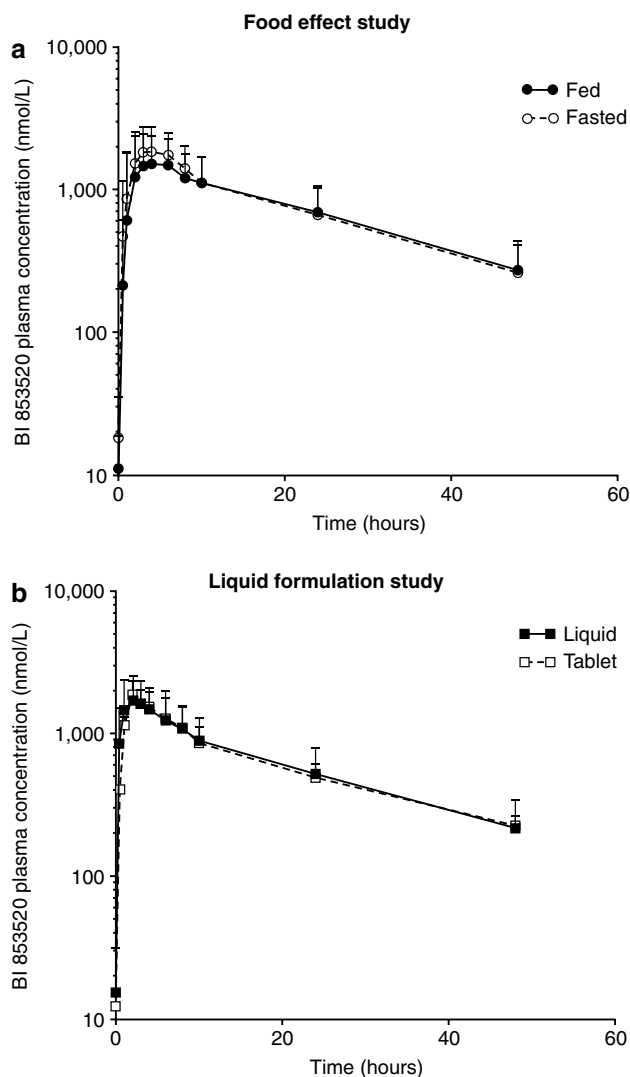 Food effect study
a
10,000
1,000
100
10
BI 853520 plasma concentration (nmol/L)
Fed
Fasted
0
20
40
60
Time (hours)
Liquid formulation study
b
10,000
1,000
100
10
BI 853520 plasma concentration (nmol/L)
Liquid
Tablet
0
20
40
60
Time (hours)